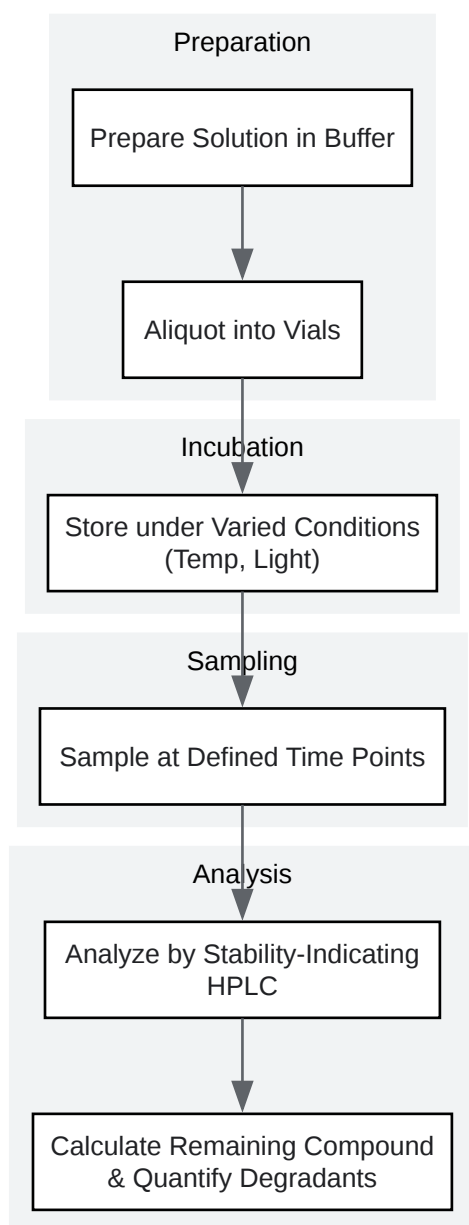 Preparation
Prepare Solution in Buffer
Aliquot into Vials
Incubation
Store under Varied Conditions
(Temp, Light)
Sampling
Sample at Defined Time Points
Analysis
Analyze by Stability-Indicating
HPLC
Calculate Remaining Compound
& Quantify Degradants